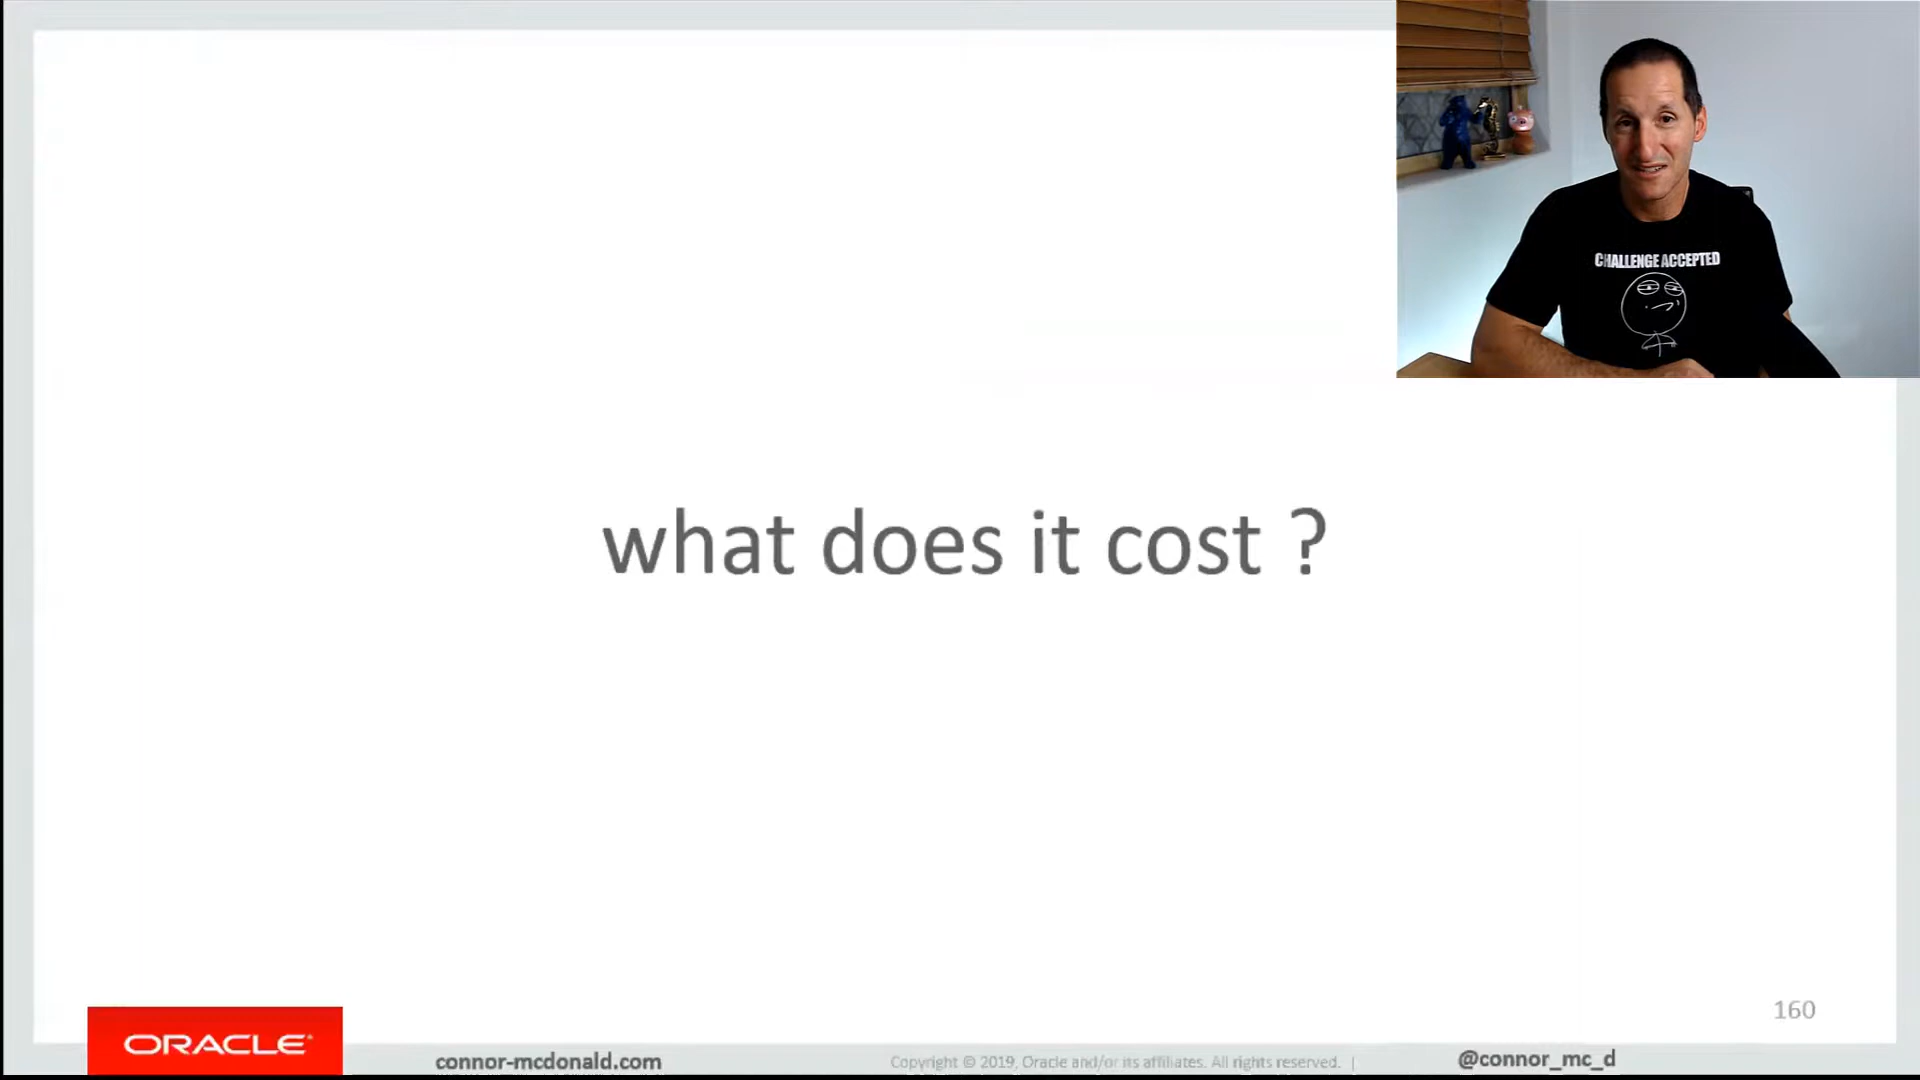 CHALLENGE ACCEPTED
what does it cost ?
160
ORACLE
connor-mcdonald.com
Copyright © 2019, Oracle and/or its affiliates. All rights reserved. |
@connor_mc_d